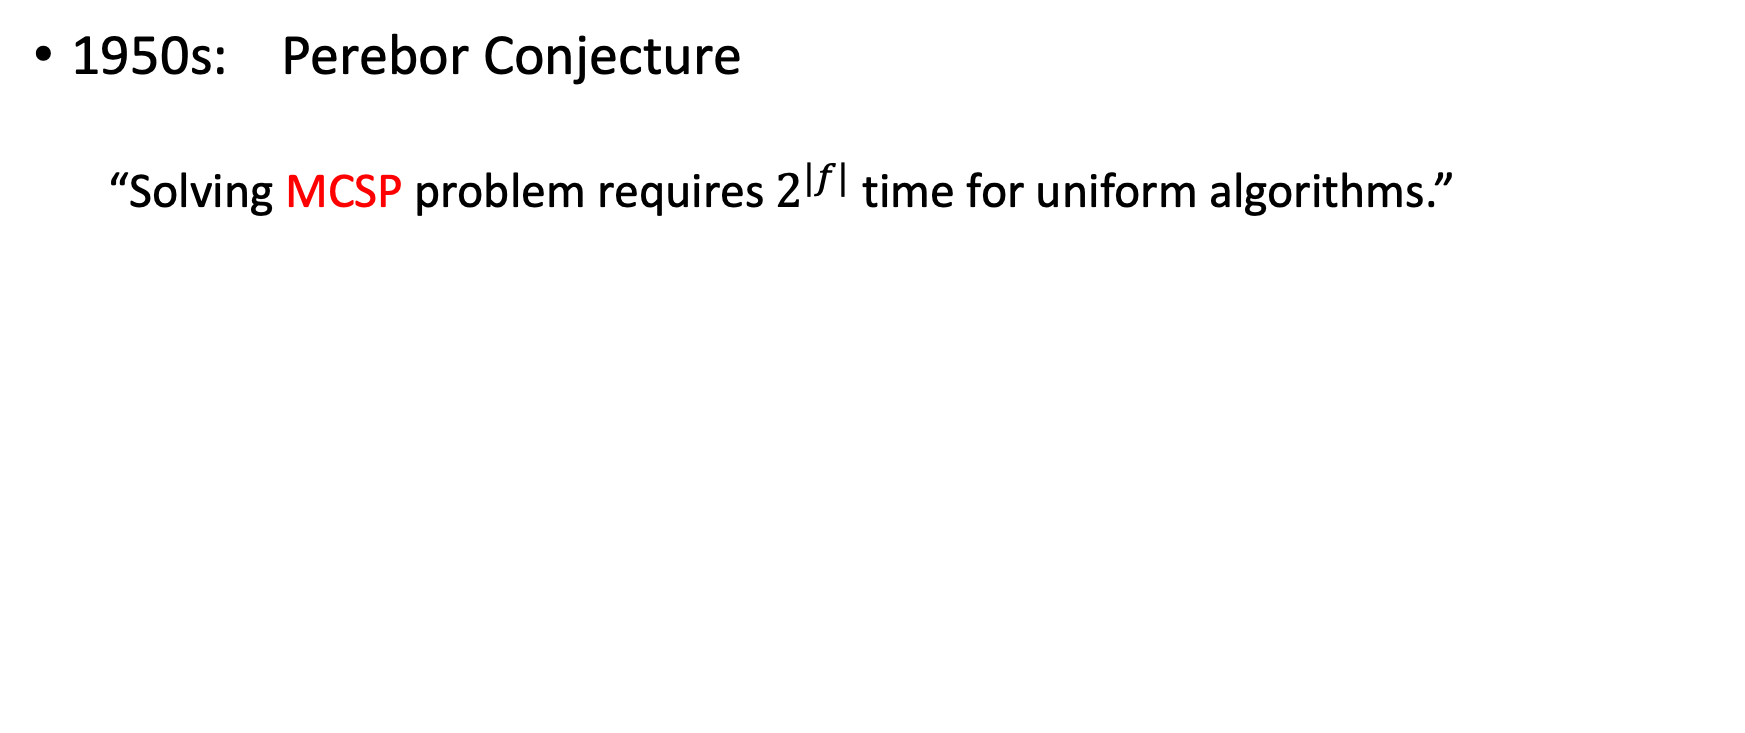 • 1950s: Perebor Conjecture
“Solving MCSP problem requires 2^|f| time for uniform algorithms.”